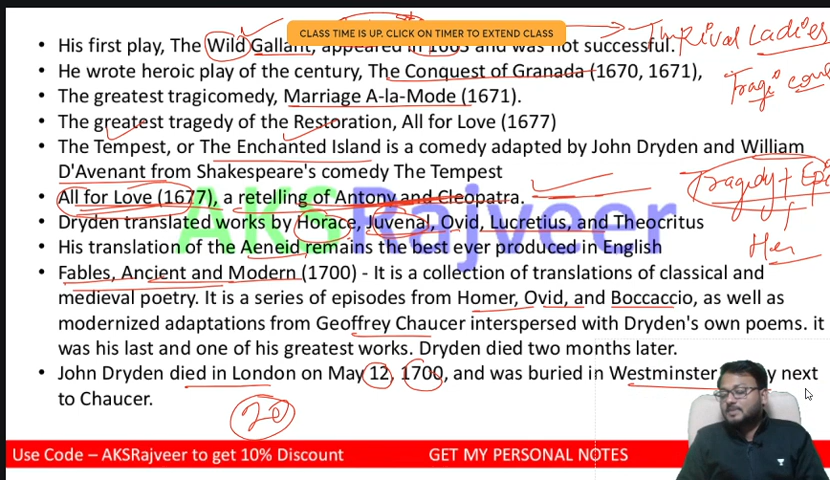 CLASS TIME IS UP, CLICK ON TIMER TO EXTEND CLASS
• His first play, The Wild Gallant, appeared in 1663 and was not successful.
The Rival Ladies
• He wrote heroic play of the century, The Conquest of Granada (1670, 1671),
Tragi com
• The greatest tragicomedy, Marriage A-la-Mode (1671).
• The greatest tragedy of the Restoration, All for Love (1677)
• The Tempest, or The Enchanted Island is a comedy adapted by John Dryden and William
D'Avenant from Shakespeare's comedy The Tempest
Tragedy + Epi
• All for Love (1677), a retelling of Antony and Cleopatra.
• Dryden translated works by Horace, Juvenal, Ovid, Lucretius, and Theocritus
Her
• His translation of the Aeneid remains the best ever produced in English
• Fables, Ancient and Modern (1700) - It is a collection of translations of classical and
medieval poetry. It is a series of episodes from Homer, Ovid, and Boccaccio, as well as
modernized adaptations from Geoffrey Chaucer interspersed with Dryden's own poems. it
was his last and one of his greatest works. Dryden died two months later.
• John Dryden died in London on May 12, 1700, and was buried in Westminster y next
to Chaucer.
20
AKSRajveer
Use Code – AKSRajveer to get 10% Discount
GET MY PERSONAL NOTES